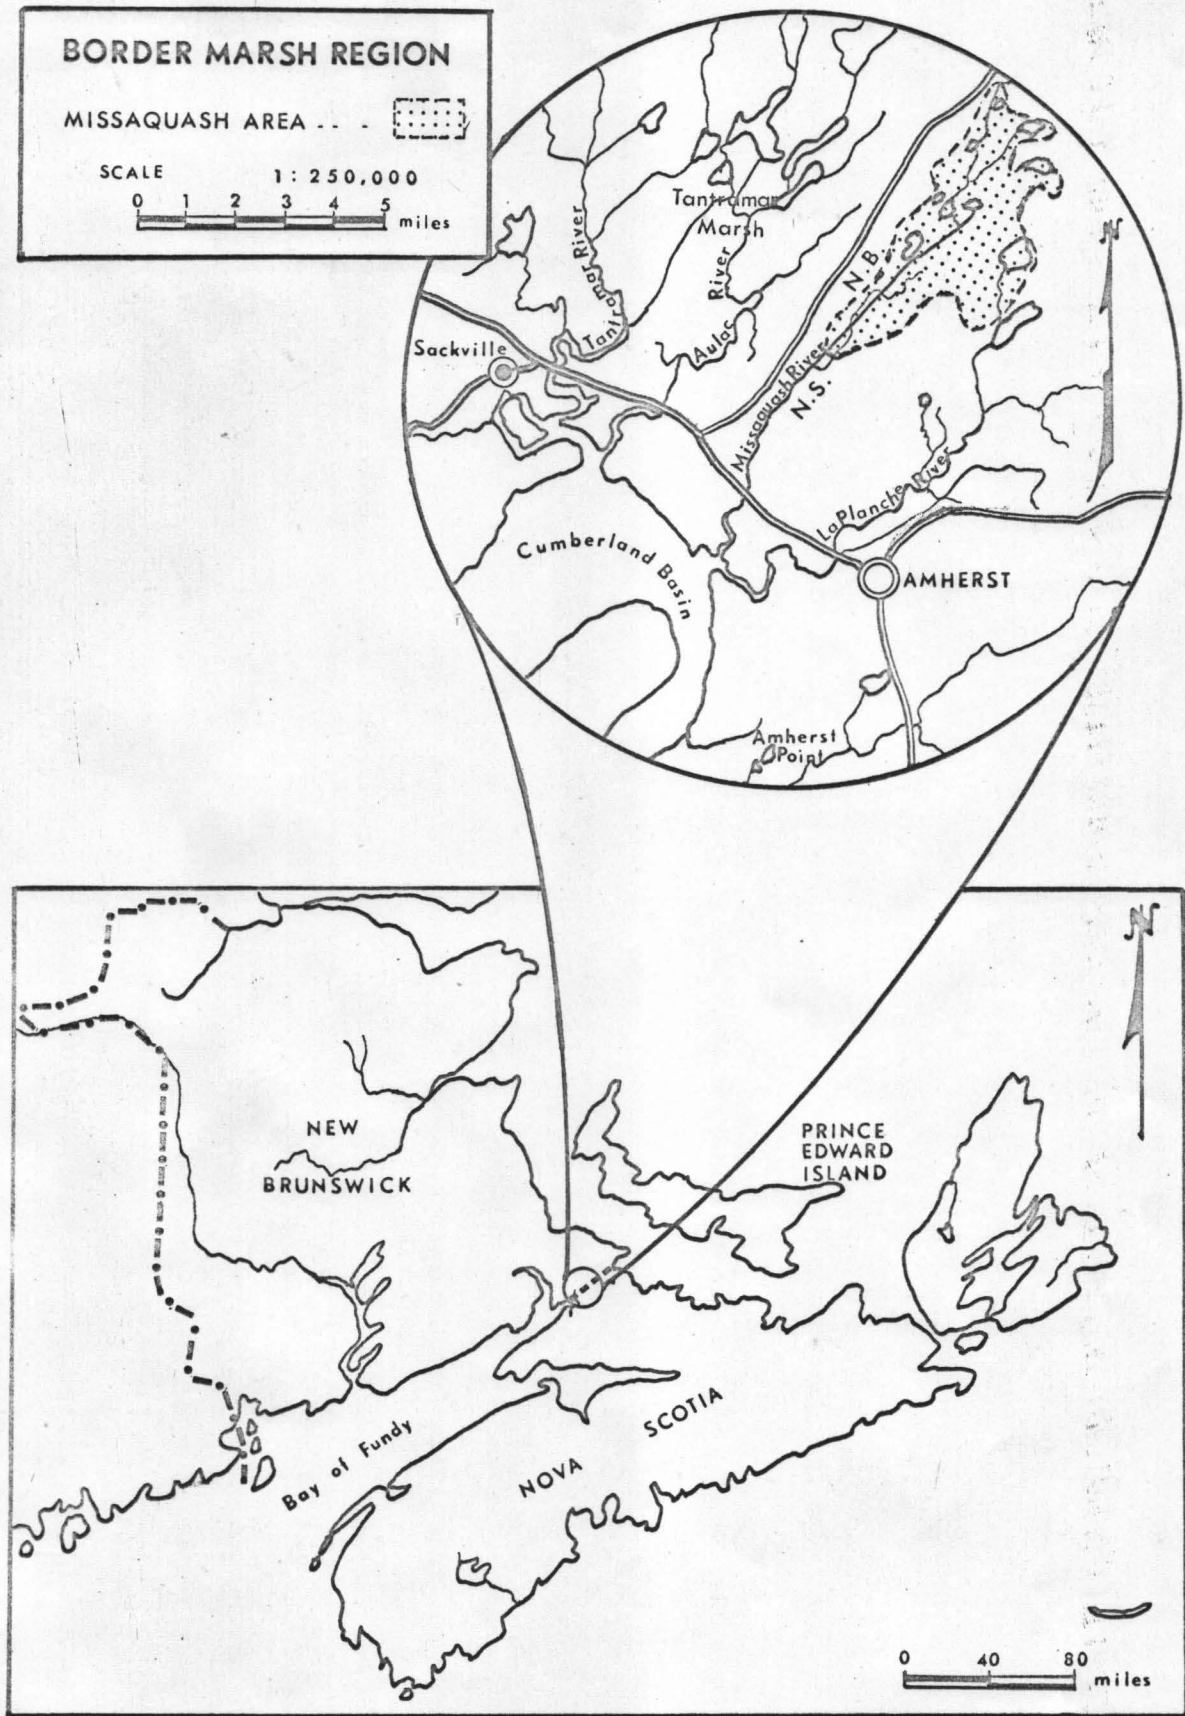 BORDER MARSH REGION
MISSAQUASH AREA .. . .
SCALE 1: 250,000
0 1 2 3 4 5 miles
Tantramar River
Tantramar
Marsh
Aulac River
N.B.
N
Sackville
Missaquash River
N.S.
LaPlanche River
Cumberland Basin
AMHERST
Amherst
Point
N
NEW
BRUNSWICK
PRINCE
EDWARD
ISLAND
Bay of Fundy
NOVA SCOTIA
0 40 80 miles